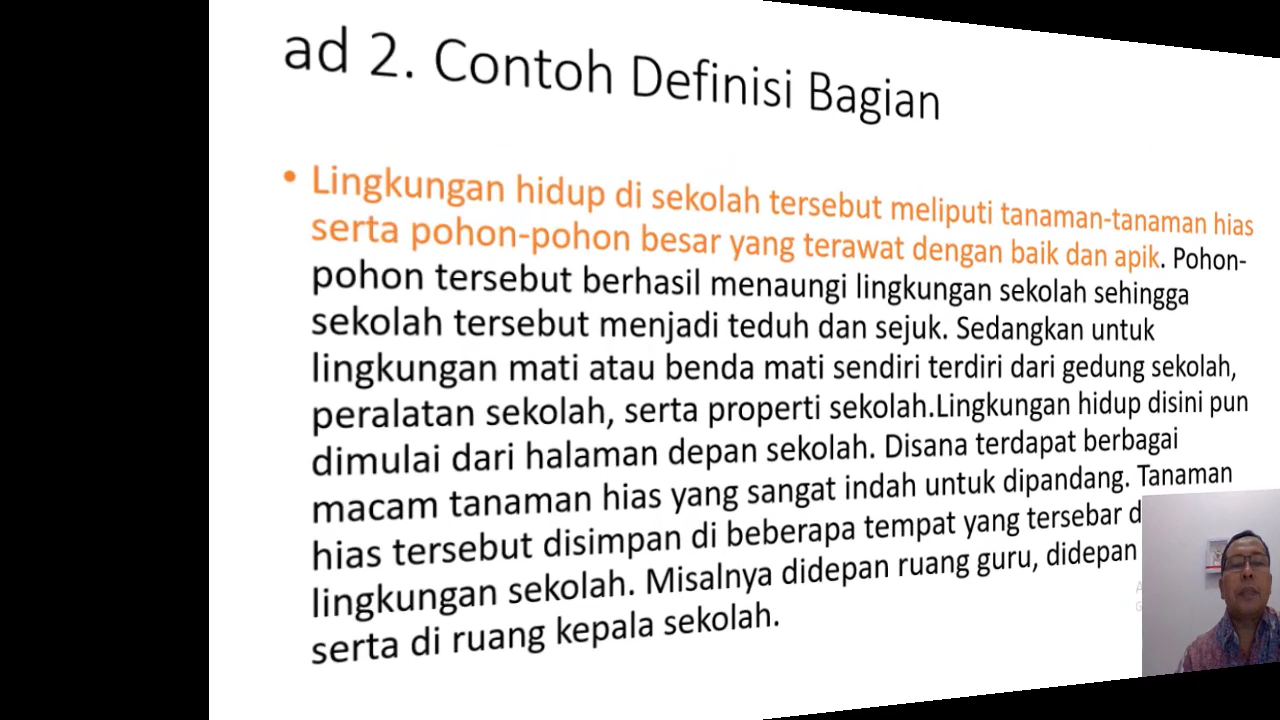 ad 2. Contoh Definisi Bagian
• Lingkungan hidup di sekolah tersebut meliputi tanaman-tanaman hias
serta pohon-pohon besar yang terawat dengan baik dan apik. Pohon-
pohon tersebut berhasil menaungi lingkungan sekolah sehingga
sekolah tersebut menjadi teduh dan sejuk. Sedangkan untuk
lingkungan mati atau benda mati sendiri terdiri dari gedung sekolah,
peralatan sekolah, serta properti sekolah.Lingkungan hidup disini pun
dimulai dari halaman depan sekolah. Disana terdapat berbagai
macam tanaman hias yang sangat indah untuk dipandang. Tanaman
hias tersebut disimpan di beberapa tempat yang tersebar
lingkungan sekolah. Misalnya didepan ruang guru, didepan
serta di ruang kepala sekolah.